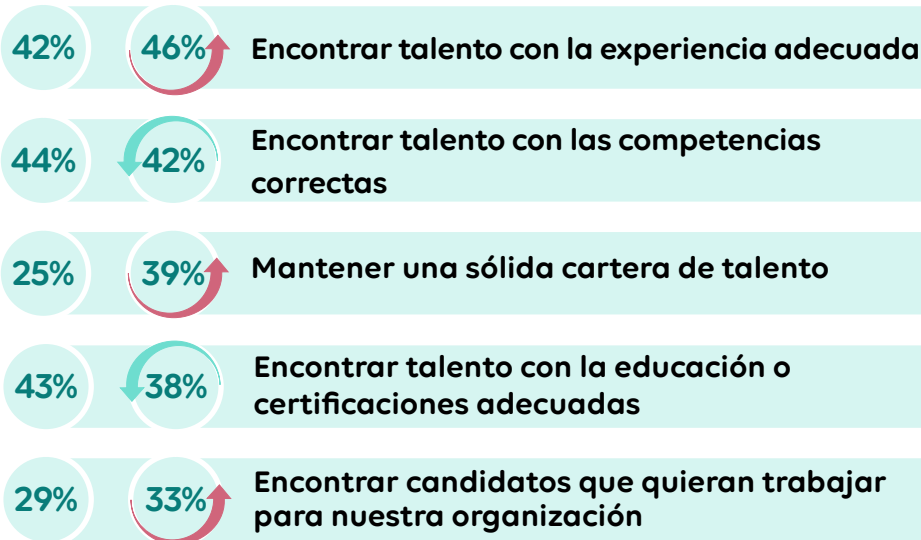 42% 46% Encontrar talento con la experiencia adecuada
44% 42% Encontrar talento con las competencias
correctas
25% 39% Mantener una sólida cartera de talento
43% 38% Encontrar talento con la educación o
certificaciones adecuadas
29% 33% Encontrar candidatos que quieran trabajar
para nuestra organización